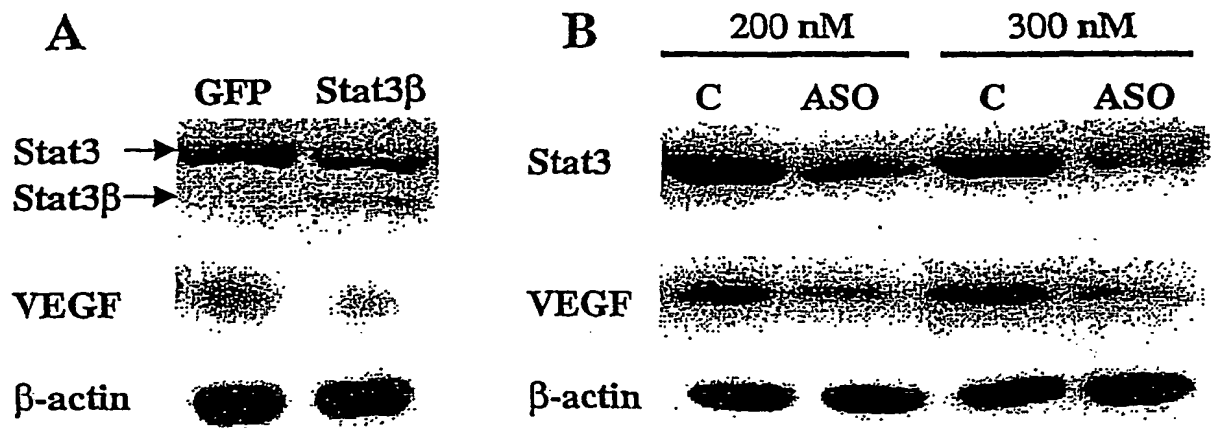 A
GFP Stat3β
Stat3
Stat3β
VEGF
β-actin
B
200 nM 300 nM
C ASO C ASO
Stat3
VEGF
β-actin